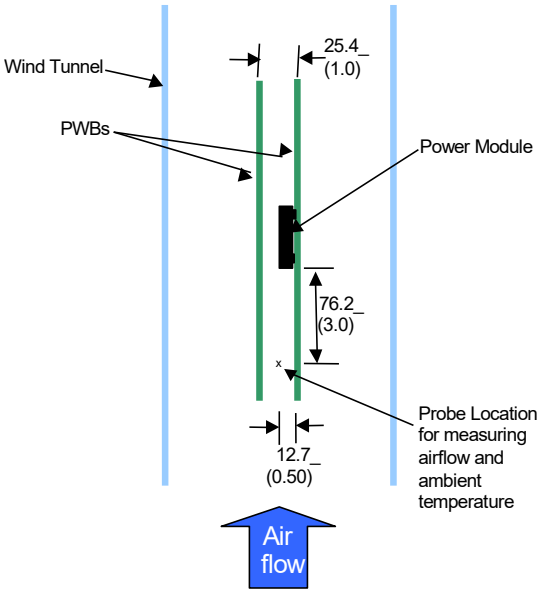 25.4_
(1.0)
Wind Tunnel
PWBs
Power Module
76.2_
(3.0)
x
Probe Location
for measuring
airflow and
ambient
temperature
12.7_
(0.50)
Air
flow